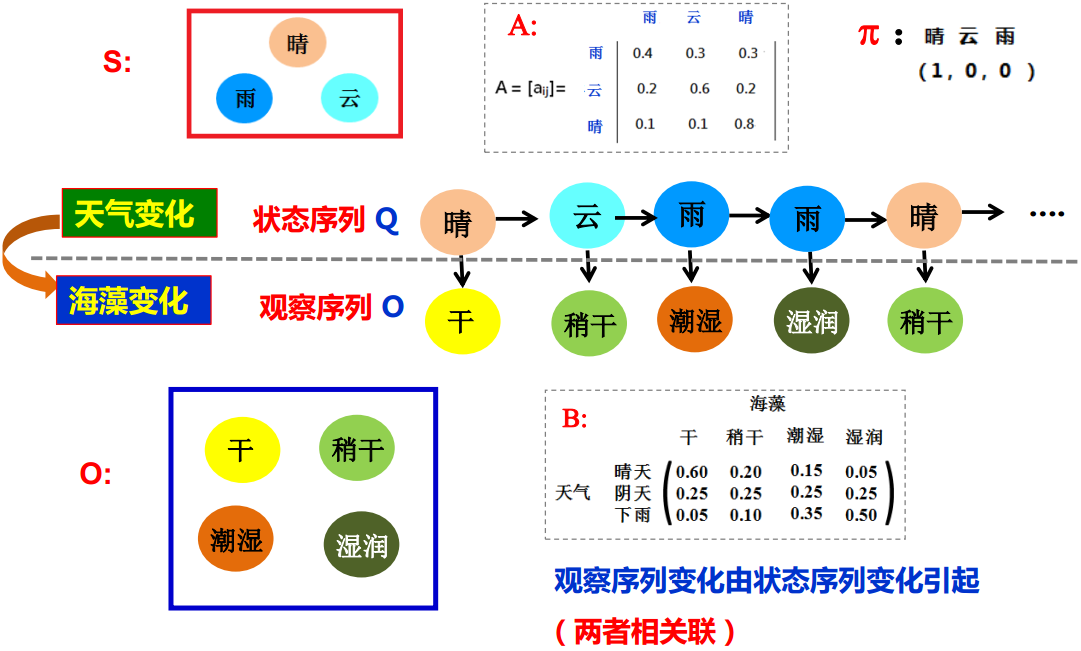 S:
晴
雨
云
A:
雨 云 晴
雨 0.4 0.3 0.3
A = [aij]= 云 0.2 0.6 0.2
晴 0.1 0.1 0.8
π : 晴 云 雨
(1, 0, 0 )
天气变化
状态序列 Q
晴
云
雨
雨
晴
....
海藻变化
观察序列 O
干
稍干
潮湿
湿润
稍干
O:
干
稍干
潮湿
湿润
B:
海藻
干 稍干 潮湿 湿润
晴天 0.60 0.20 0.15 0.05
天气 阴天 0.25 0.25 0.25 0.25
下雨 0.05 0.10 0.35 0.50
观察序列变化由状态序列变化引起
(两者相关联)